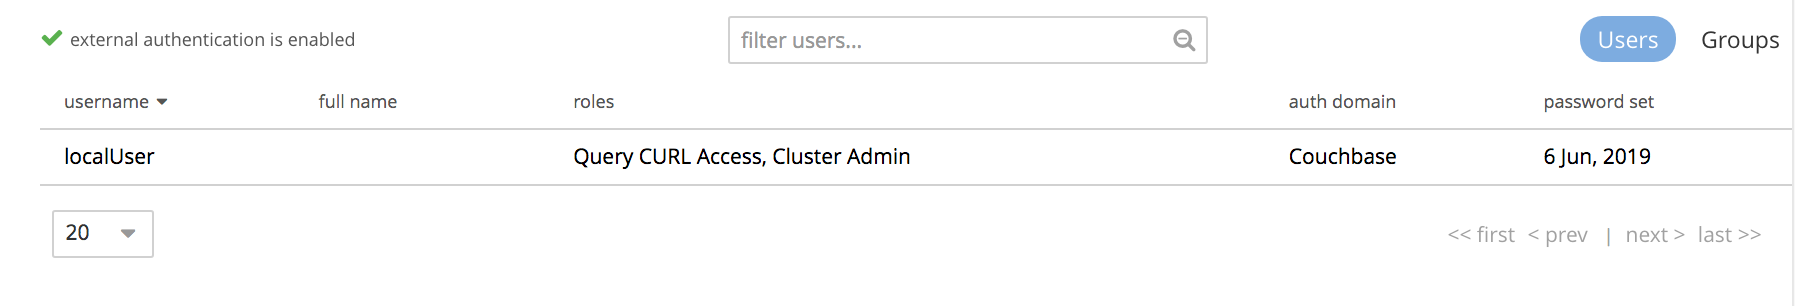 external authentication is enabled filter users... Users Groups
username full name roles auth domain password set
localUser Query CURL Access, Cluster Admin Couchbase 6 Jun, 2019
20 << first < prev | next > last >>